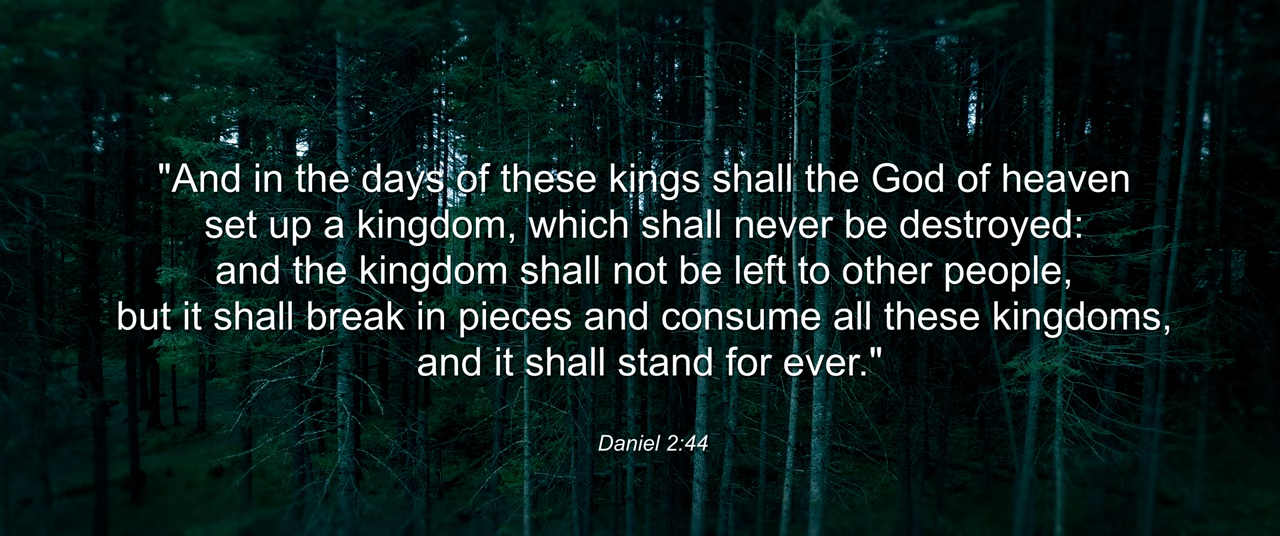 "And in the days of these kings shall the God of heaven
set up a kingdom, which shall never be destroyed:
and the kingdom shall not be left to other people,
but it shall break in pieces and consume all these kingdoms,
and it shall stand for ever."
Daniel 2:44